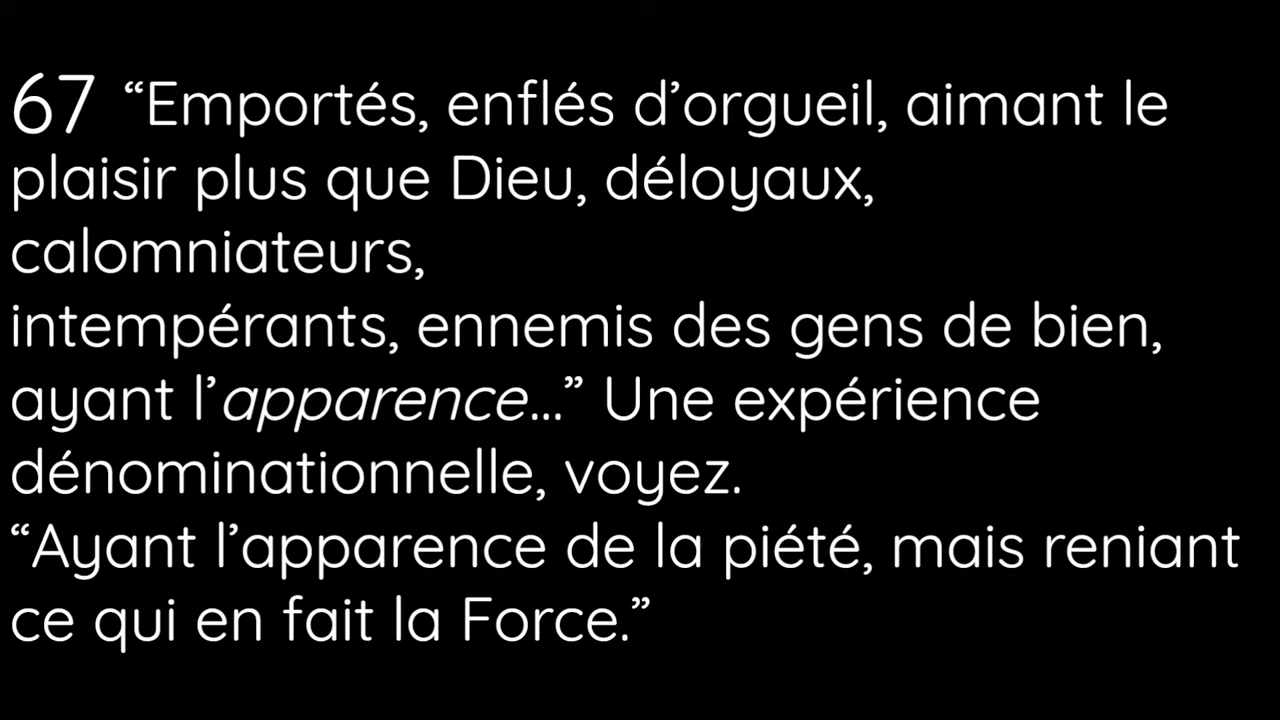 67 “Emportés, enflés d’orgueil, aimant le
plaisir plus que Dieu, déloyaux,
calomniateurs,
intempérants, ennemis des gens de bien,
ayant l’apparence...” Une expérience
dénominationnelle, voyez.
“Ayant l’apparence de la piété, mais reniant
ce qui en fait la Force.”